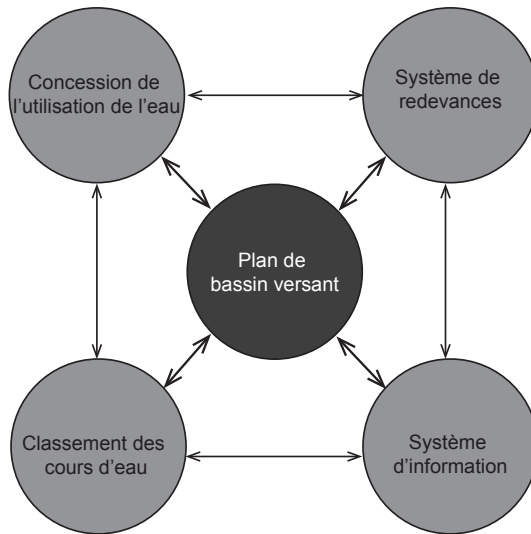 Concession de
l'utilisation de l'eau
Système de
redevances
Plan de
bassin versant
Classement des
cours d'eau
Système
d'information